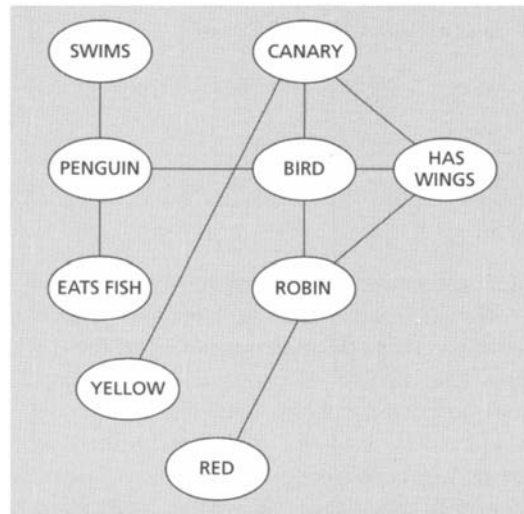 SWIMS
CANARY
PENGUIN
BIRD
HAS
WINGS
EATS FISH
ROBIN
YELLOW
RED